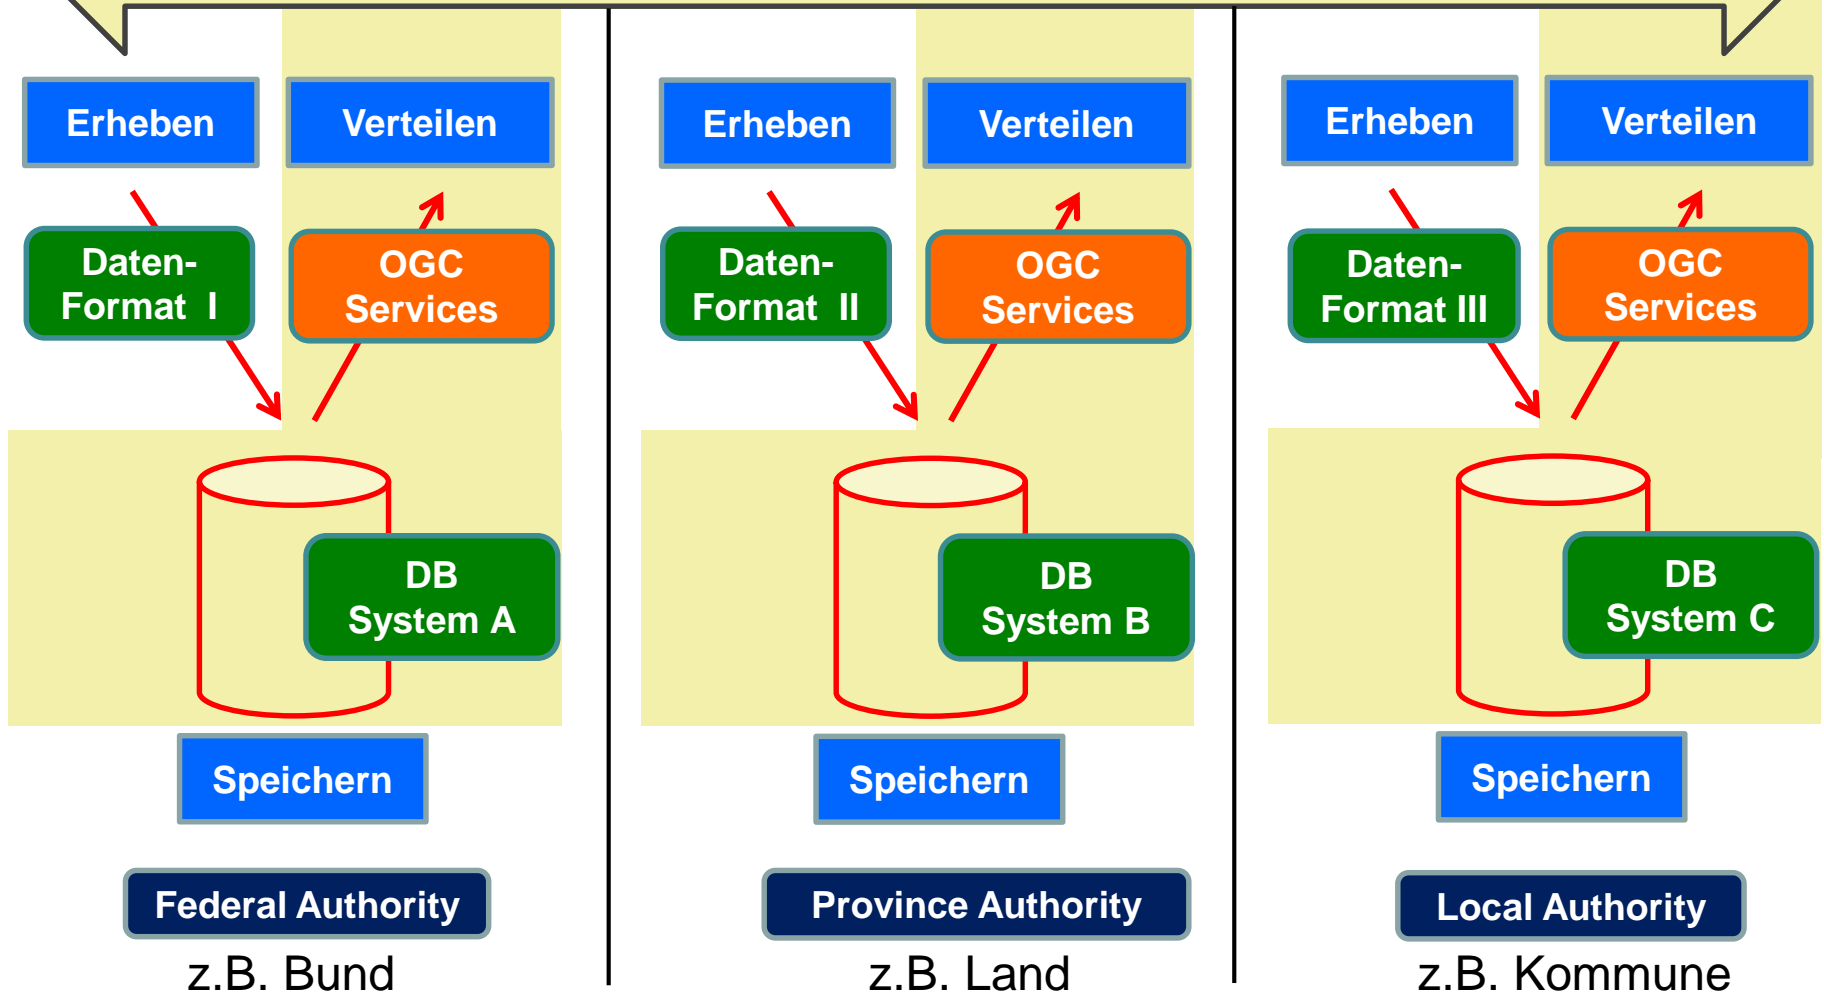 Erheben
Verteilen
Daten-
Format I
OGC
Services
DB
System A
Speichern
Federal Authority
z.B. Bund
Erheben
Verteilen
Daten-
Format II
OGC
Services
DB
System B
Speichern
Province Authority
z.B. Land
Erheben
Verteilen
Daten-
Format III
OGC
Services
DB
System C
Speichern
Local Authority
z.B. Kommune